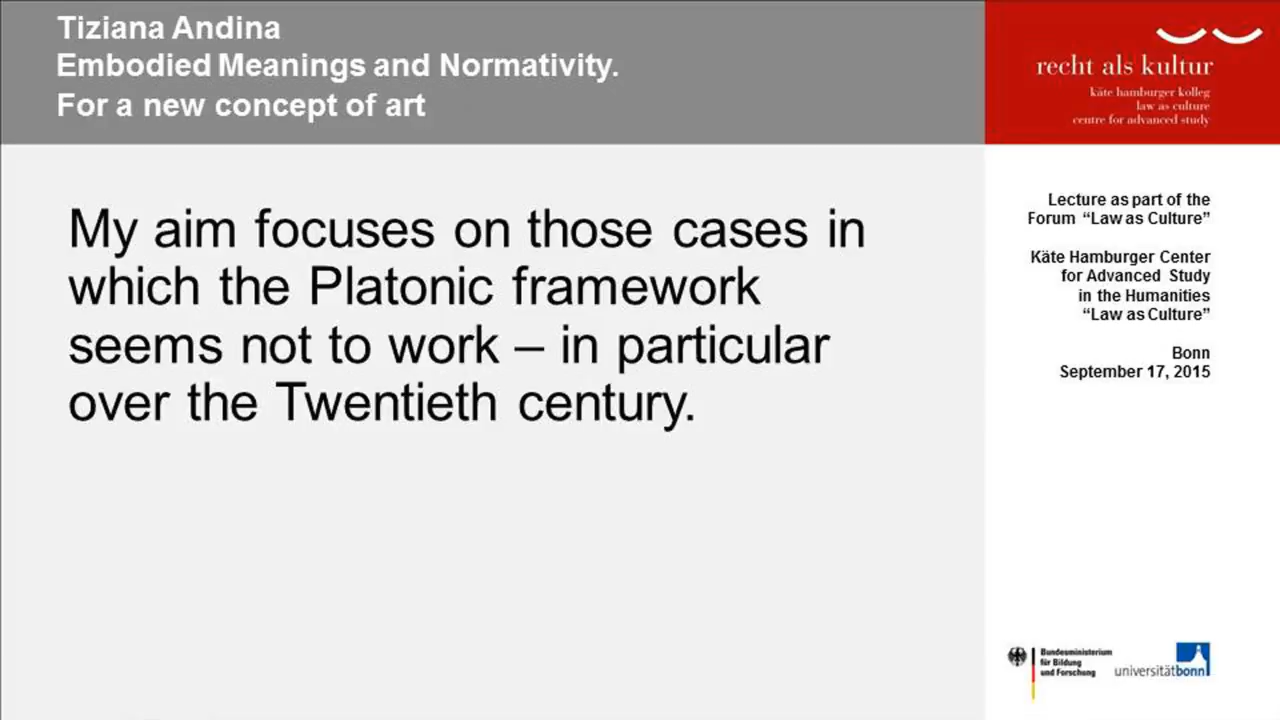 Tiziana Andina
Embodied Meanings and Normativity.
For a new concept of art
recht als kultur
käte hamburger kolleg
law as culture
centre for advanced study
My aim focuses on those cases in
which the Platonic framework
seems not to work – in particular
over the Twentieth century.
Lecture as part of the
Forum “Law as Culture”
Käte Hamburger Center
for Advanced Study
in the Humanities
“Law as Culture”
Bonn
September 17, 2015
Bundesministerium
für Bildung
und Forschung
universitätbonn